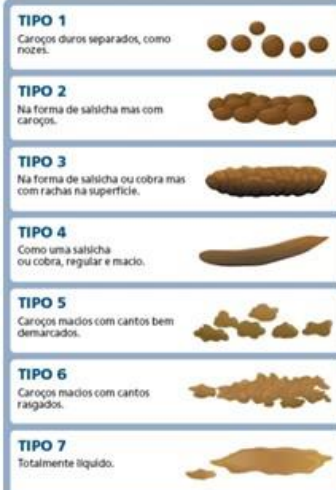 TIPO 1
Caroços duros separados, como
nozes.
TIPO 2
Na forma de salsicha mas com
caroços.
TIPO 3
Na forma de salsicha ou cobra mas
com rachas na superfície.
TIPO 4
Como uma salsicha
ou cobra, regular e macio.
TIPO 5
Caroços macios com cantos bem
demarcados.
TIPO 6
Caroços macios com cantos
rasgados.
TIPO 7
Totalmente líquido.